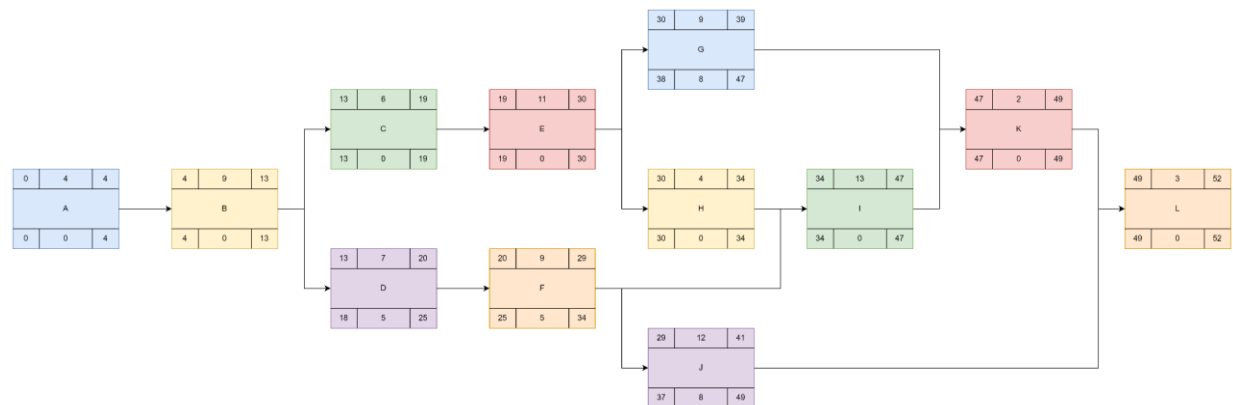 30 9 39
G
38 8 47
13 6 19
C
13 0 19
19 11 30
E
19 0 30
47 2 49
K
47 0 49
0 4 4
A
0 0 4
4 9 13
B
4 0 13
30 4 34
H
30 0 34
34 13 47
I
34 0 47
49 3 52
L
49 0 52
13 7 20
D
18 5 25
20 9 29
F
25 5 34
29 12 41
J
37 8 49